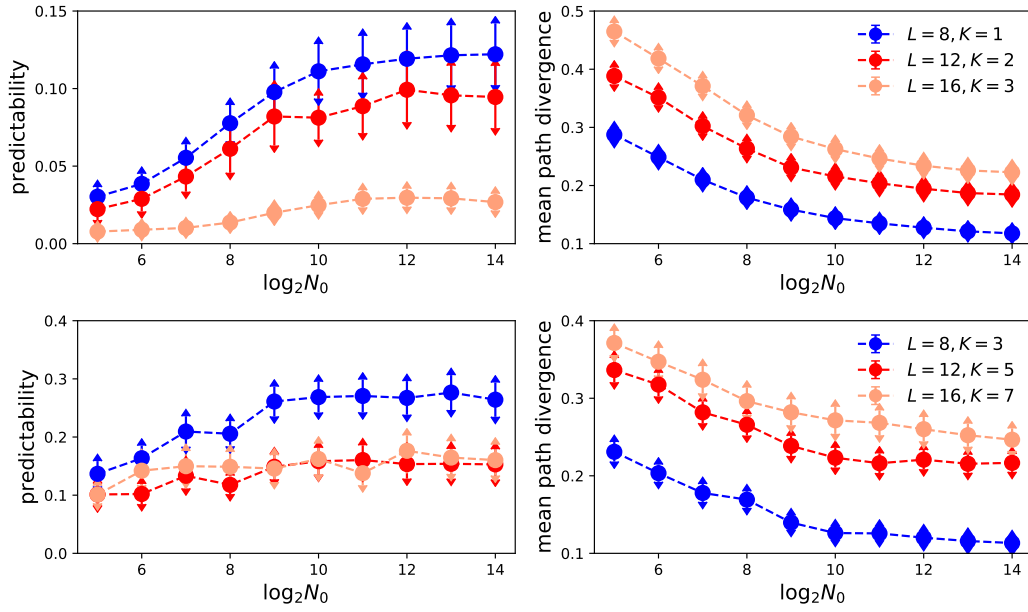 0.15
0.10
0.05
0.00
predictability
6 8 10 12 14
log₂N₀
0.5
0.4
0.3
0.2
0.1
mean path divergence
6 8 10 12 14
log₂N₀
L = 8, K = 1
L = 12, K = 2
L = 16, K = 3
0.4
0.3
0.2
0.1
0.0
predictability
6 8 10 12 14
log₂N₀
0.4
0.3
0.2
0.1
mean path divergence
6 8 10 12 14
log₂N₀
L = 8, K = 3
L = 12, K = 5
L = 16, K = 7